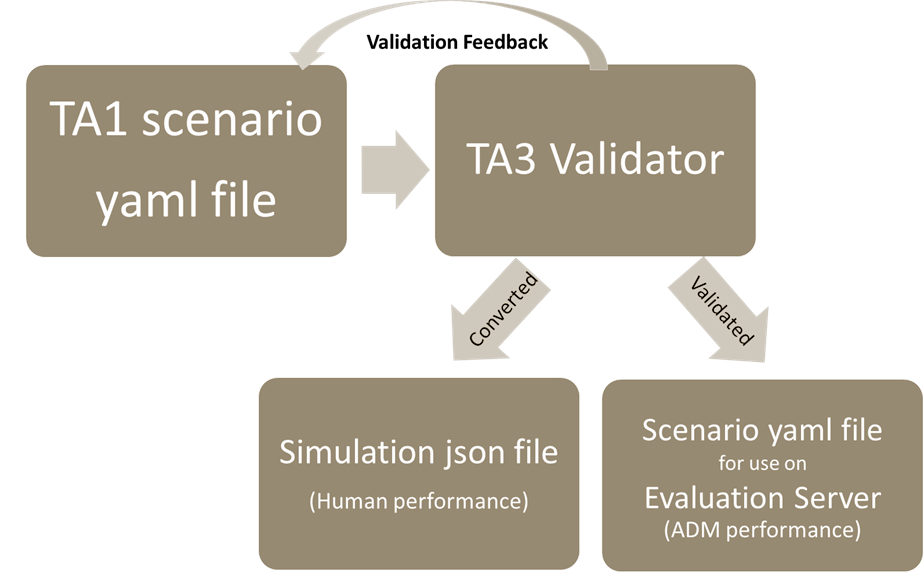 Validation Feedback
TA1 scenario
yaml file
TA3 Validator
Converted
Validated
Simulation json file
(Human performance)
Scenario yaml file
for use on
Evaluation Server
(ADM performance)